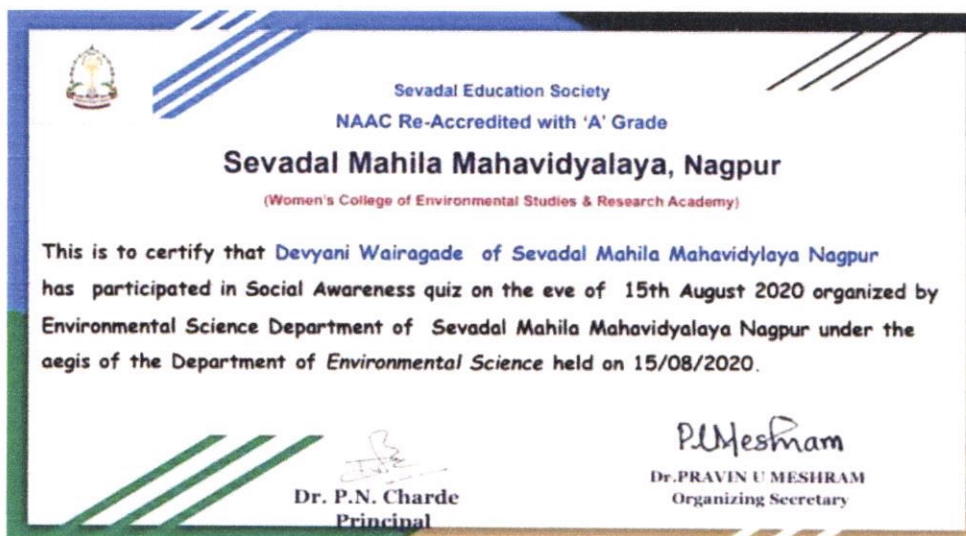 Sevadal Education Society
NAAC Re-Accredited with 'A' Grade
Sevadal Mahila Mahavidyalaya, Nagpur
(Women's College of Environmental Studies & Research Academy)
This is to certify that Devyani Wairagade of Sevadal Mahila Mahavidylaya Nagpur
has participated in Social Awareness quiz on the eve of 15th August 2020 organized by
Environmental Science Department of Sevadal Mahila Mahavidyalaya Nagpur under the
aegis of the Department of Environmental Science held on 15/08/2020.
P.U.Meshram
Dr. P.N. Charde
Principal
Dr.PRAVIN U MESHRAM
Organizing Secretary